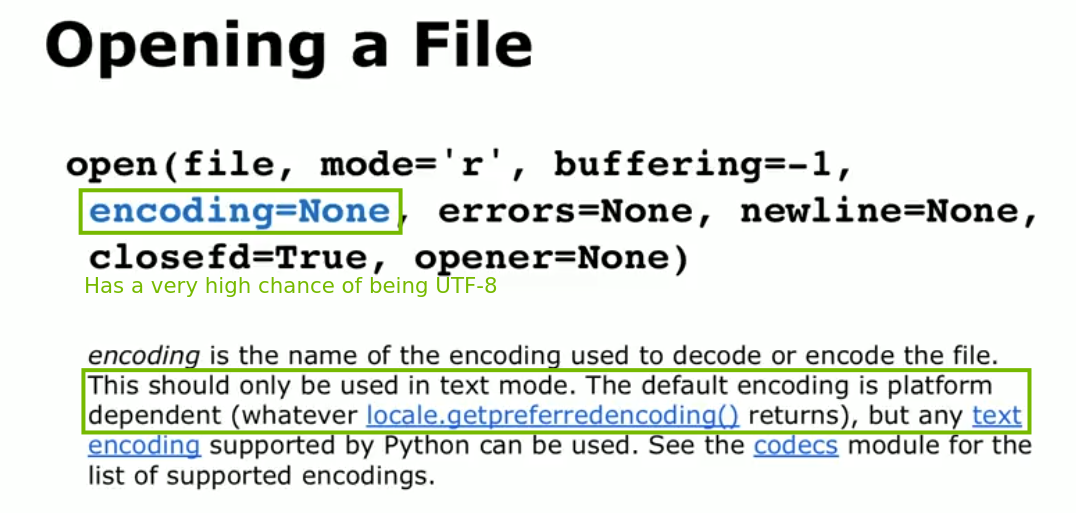 Opening a File
open(file, mode='r', buffering=-1,
encoding=None, errors=None, newline=None,
closefd=True, opener=None)
Has a very high chance of being UTF-8
encoding is the name of the encoding used to decode or encode the file.
This should only be used in text mode. The default encoding is platform
dependent (whatever locale.getpreferredencoding() returns), but any text
encoding supported by Python can be used. See the codecs module for the
list of supported encodings.